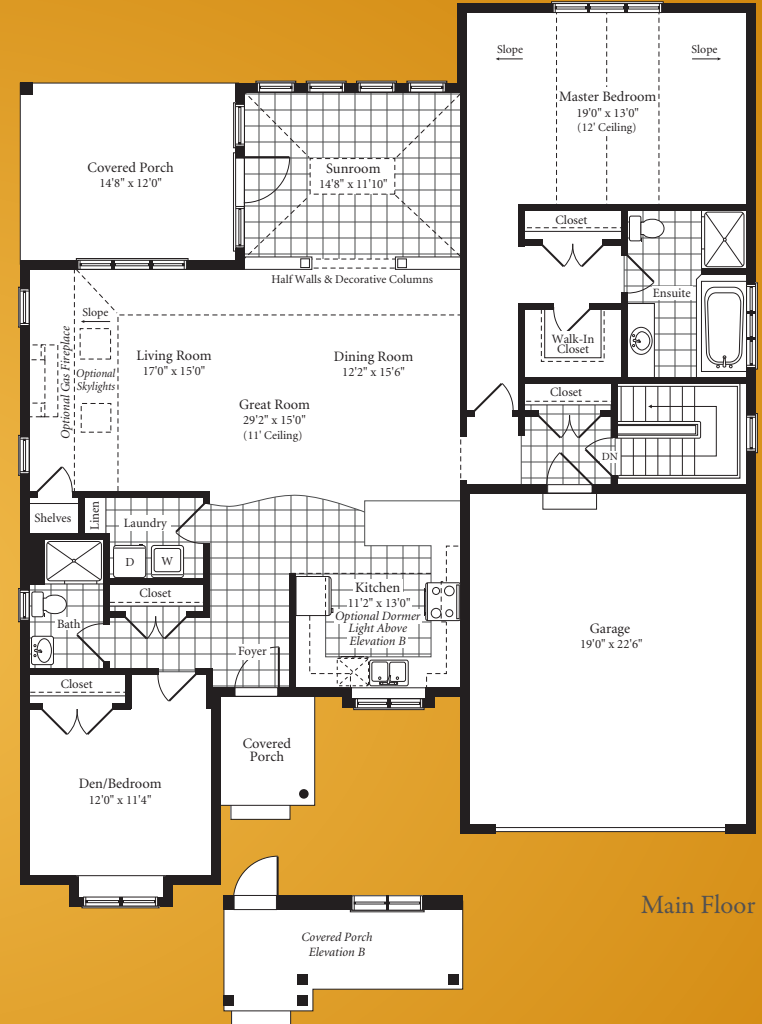 Slope
Slope
Master Bedroom
19'0" x 13'0"
(12' Ceiling)
Covered Porch
14'8" x 12'0"
Sunroom
14'8" x 11'10"
Closet
Half Walls & Decorative Columns
Ensuite
Slope
Walk-In
Closet
Optional Gas Fireplace
Optional
Skylights
Living Room
17'0" x 15'0"
Dining Room
12'2" x 15'6"
Great Room
29'2" x 15'0"
(11' Ceiling)
Closet
DN
Shelves
Linen
Laundry
D
W
Closet
Bath
Kitchen
11'2" x 13'0"
Optional Dormer
Light Above
Elevation B
Foyer
Garage
19'0" x 22'6"
Closet
Covered
Porch
Den/Bedroom
12'0" x 11'4"
Main Floor
Covered Porch
Elevation B